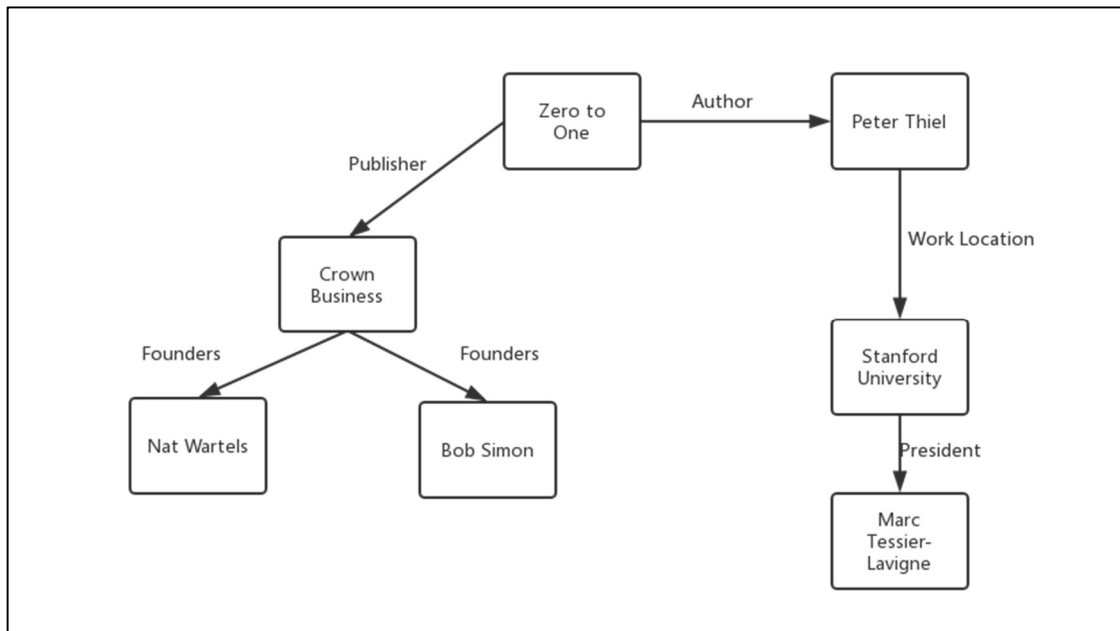 Zero to
One
Author
Peter Thiel
Publisher
Work Location
Crown
Business
Founders
Founders
Stanford
University
Nat Wartels
Bob Simon
President
Marc
Tessier-
Lavigne